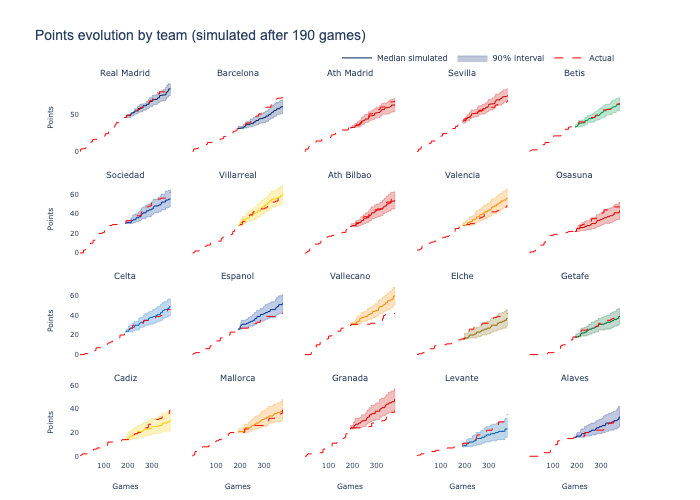 Points evolution by team (simulated after 190 games)
Median simulated 90% interval Actual
Real Madrid Barcelona Ath Madrid Sevilla Betis
Points
50
0
Sociedad Villarreal Ath Bilbao Valencia Osasuna
Points
60
40
20
0
Celta Espanol Vallecano Elche Getafe
Points
60
40
20
0
Cadiz Mallorca Granada Levante Alaves
Points
60
40
20
0
100 200 300 100 200 300 100 200 300 100 200 300 100 200 300
Games Games Games Games Games